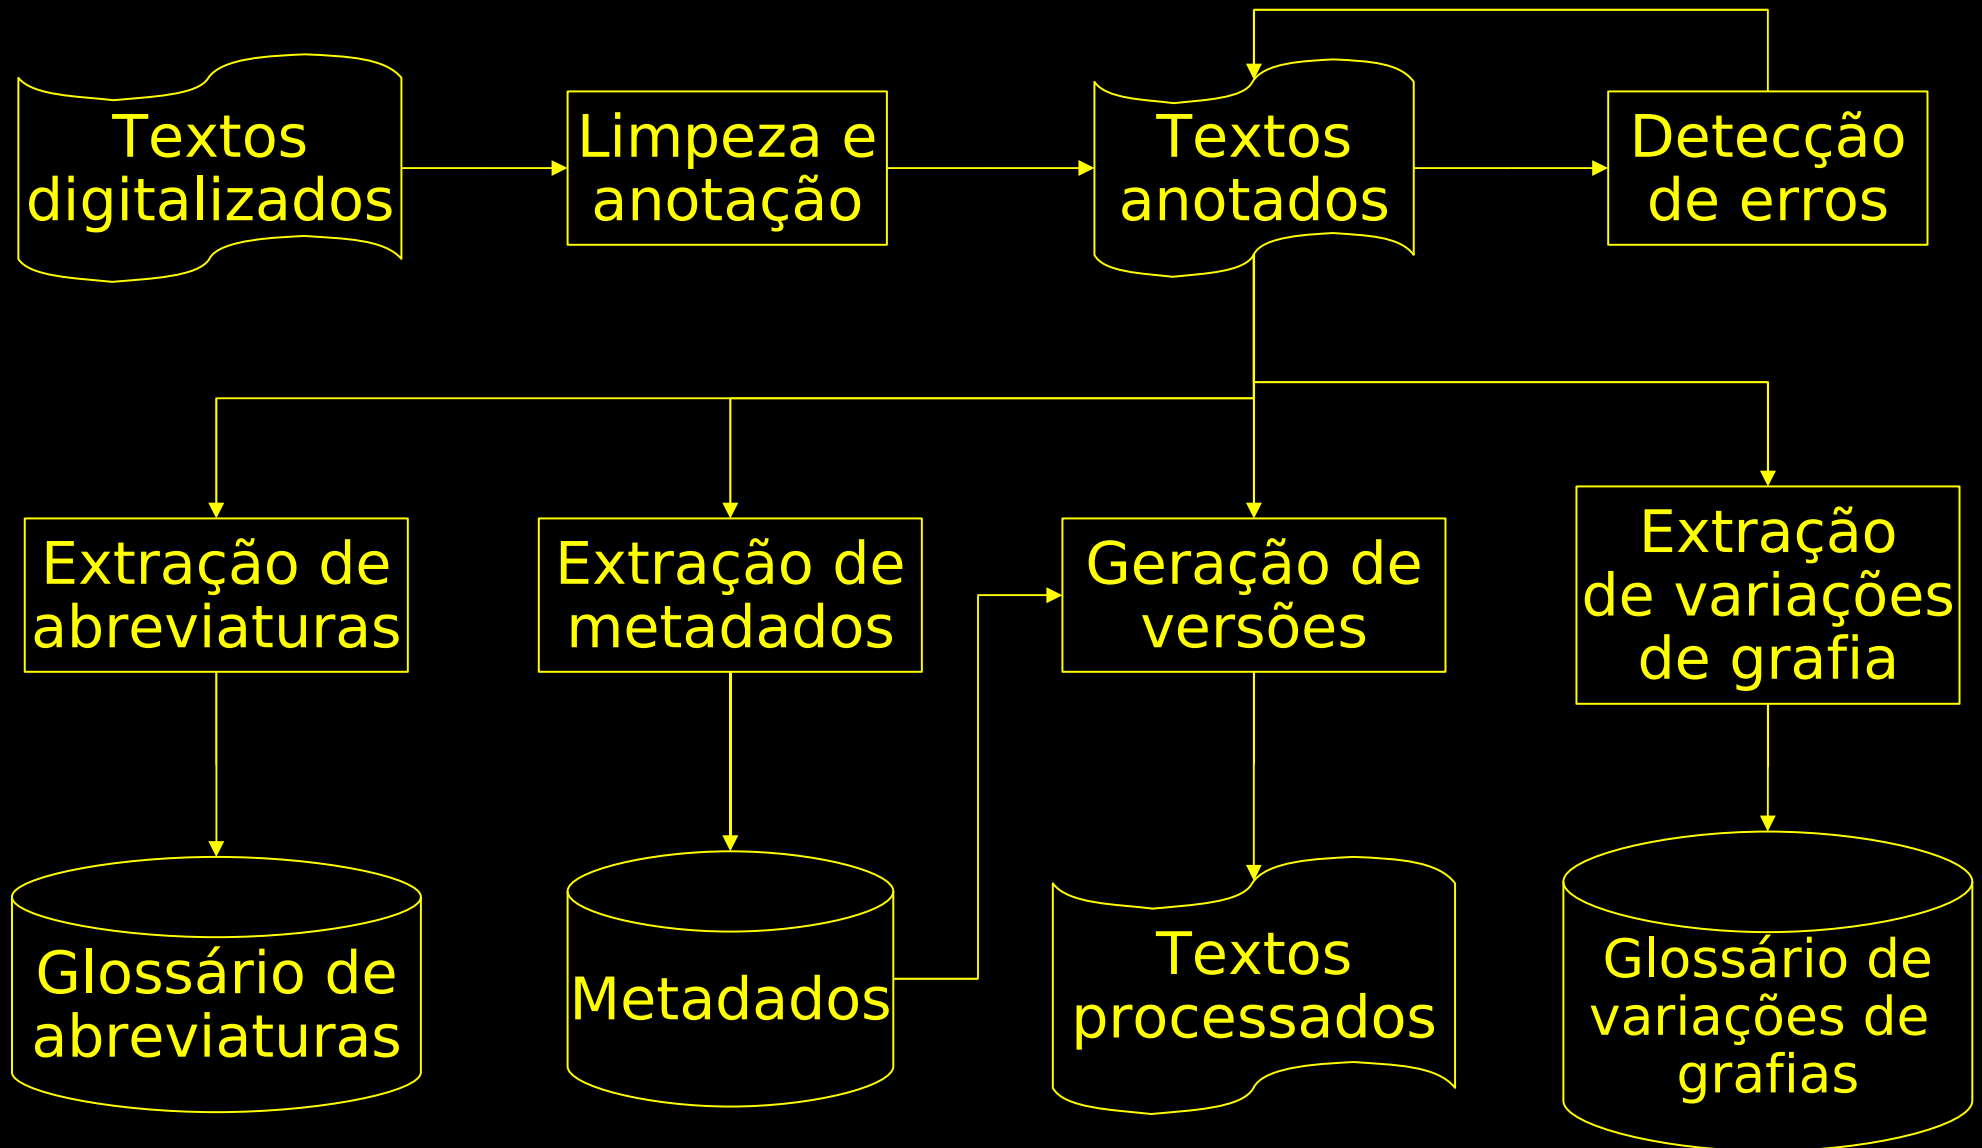 Textos
digitalizados
Limpeza e
anotação
Textos
anotados
Detecção
de erros
Extração de
abreviaturas
Extração de
metadados
Geração de
versões
Extração
de variações
de grafia
Glossário de
abreviaturas
Metadados
Textos
processados
Glossário de
variações de
grafias